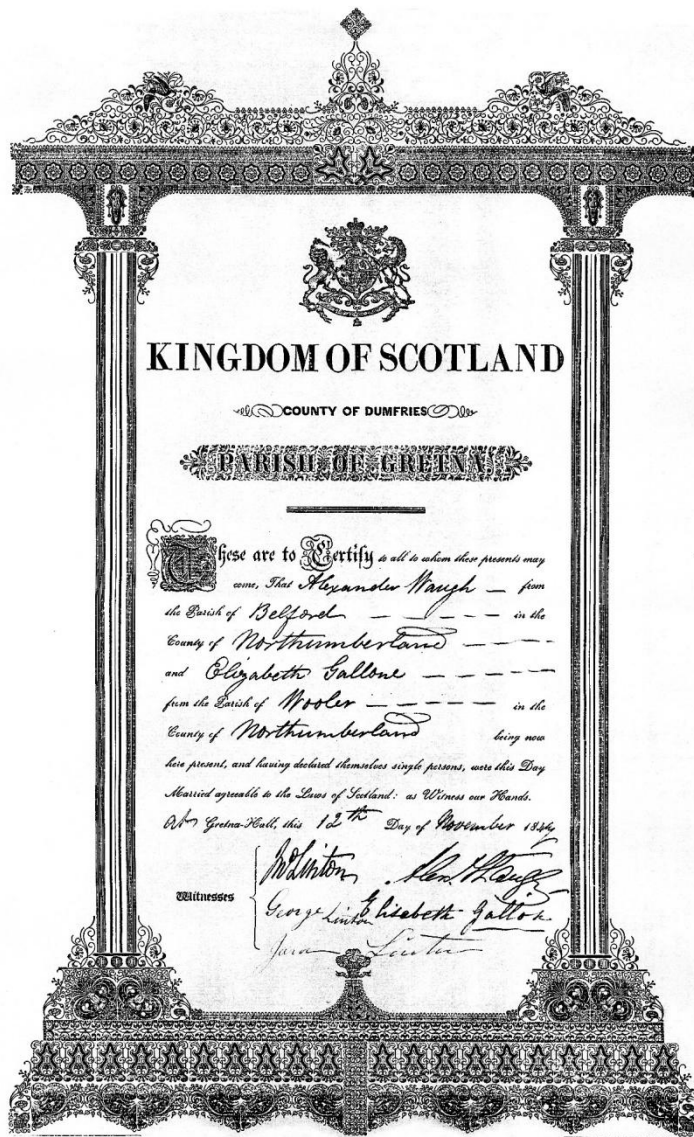 KINGDOM OF SCOTLAND
COUNTY OF DUMFRIES
PARISH OF GRETNA
These are to Certify to all to whom these presents may
come, That Alexander Waugh — from
the Parish of Belford — — — — in the
County of Northumberland — — —
and Elizabeth Gallone — — — —
from the Parish of Wooler — — — — in the
County of Northumberland being now
here present, and having declared themselves single persons, were this Day
Married agreeable to the Laws of Scotland: as Witness our Hands.
At Gretna-Hall, this 12th Day of November 184
Witnesses
Jno Linton Alexr Waugh
George Linton Elisabeth Gallon
Linton